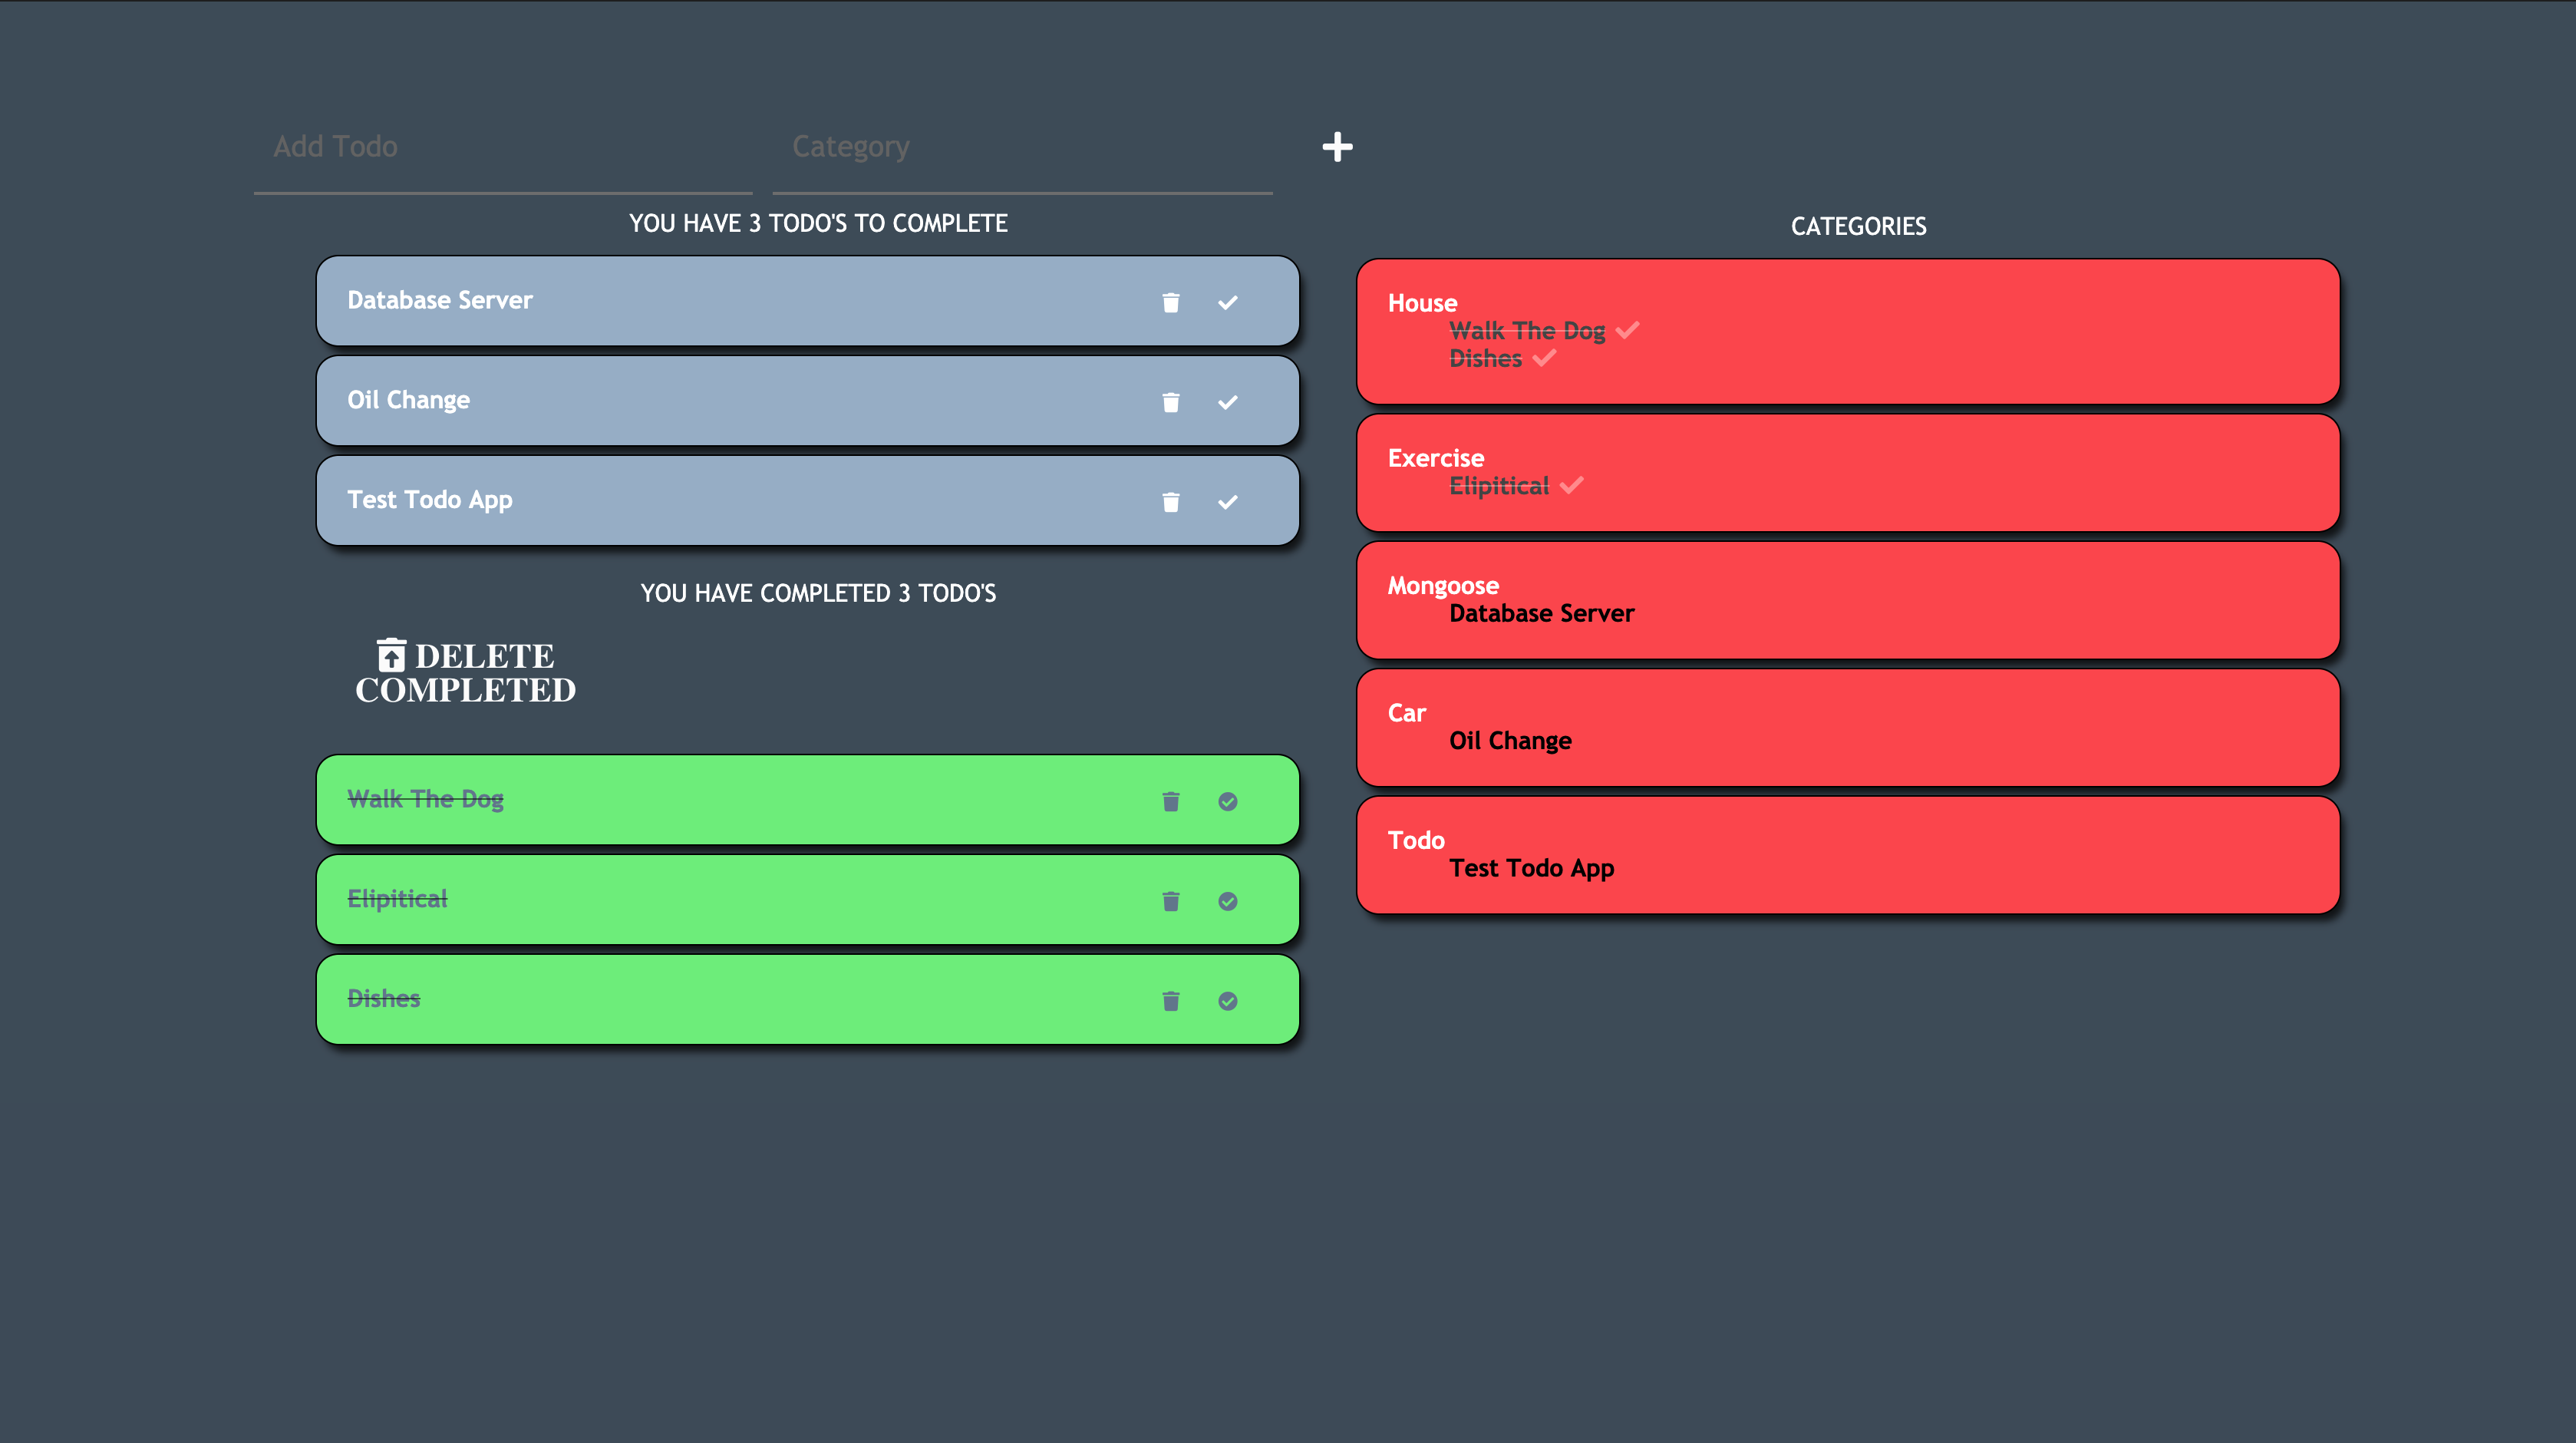 Add Todo
Category
YOU HAVE 3 TODO'S TO COMPLETE
Database Server
Oil Change
Test Todo App
YOU HAVE COMPLETED 3 TODO'S
DELETE
COMPLETED
Walk The Dog
Elipitical
Dishes
CATEGORIES
House
Walk The Dog
Dishes
Exercise
Elipitical
Mongoose
Database Server
Car
Oil Change
Todo
Test Todo App